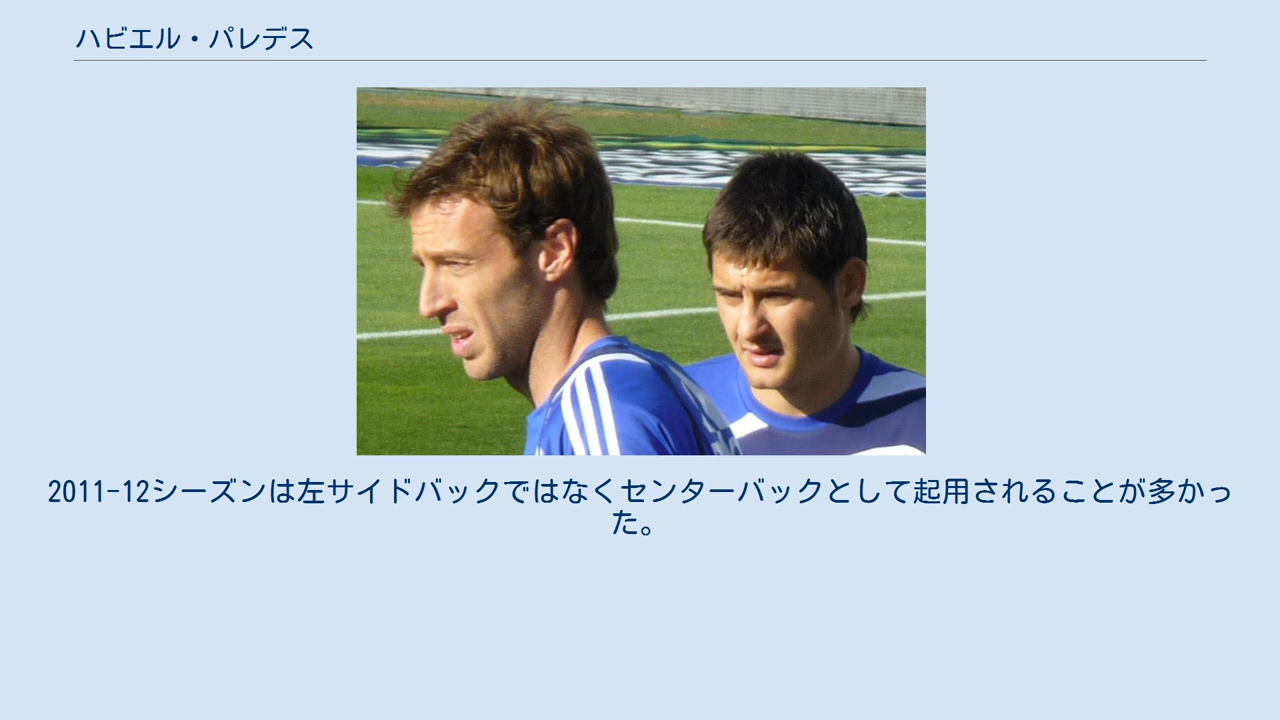 ハビエル・パレデス
2011-12シーズンは左サイドバックではなくセンターバックとして起用されることが多かっ
た。